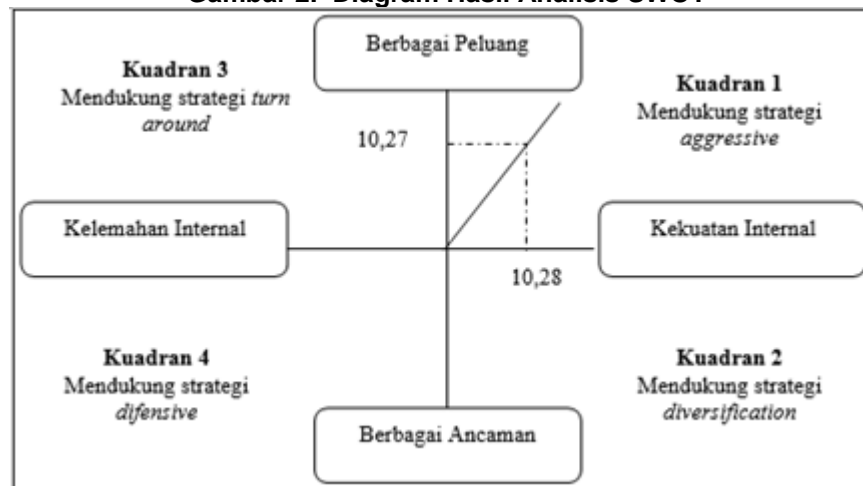 Gambar 2. Diagram Hasil Analisis SWOT
Berbagai Peluang
Kuadran 3
Mendukung strategi turn
around
Kuadran 1
Mendukung strategi
aggressive
10,27
Kelemahan Internal
Kekuatan Internal
10,28
Kuadran 4
Mendukung strategi
difensive
Kuadran 2
Mendukung strategi
diversification
Berbagai Ancaman